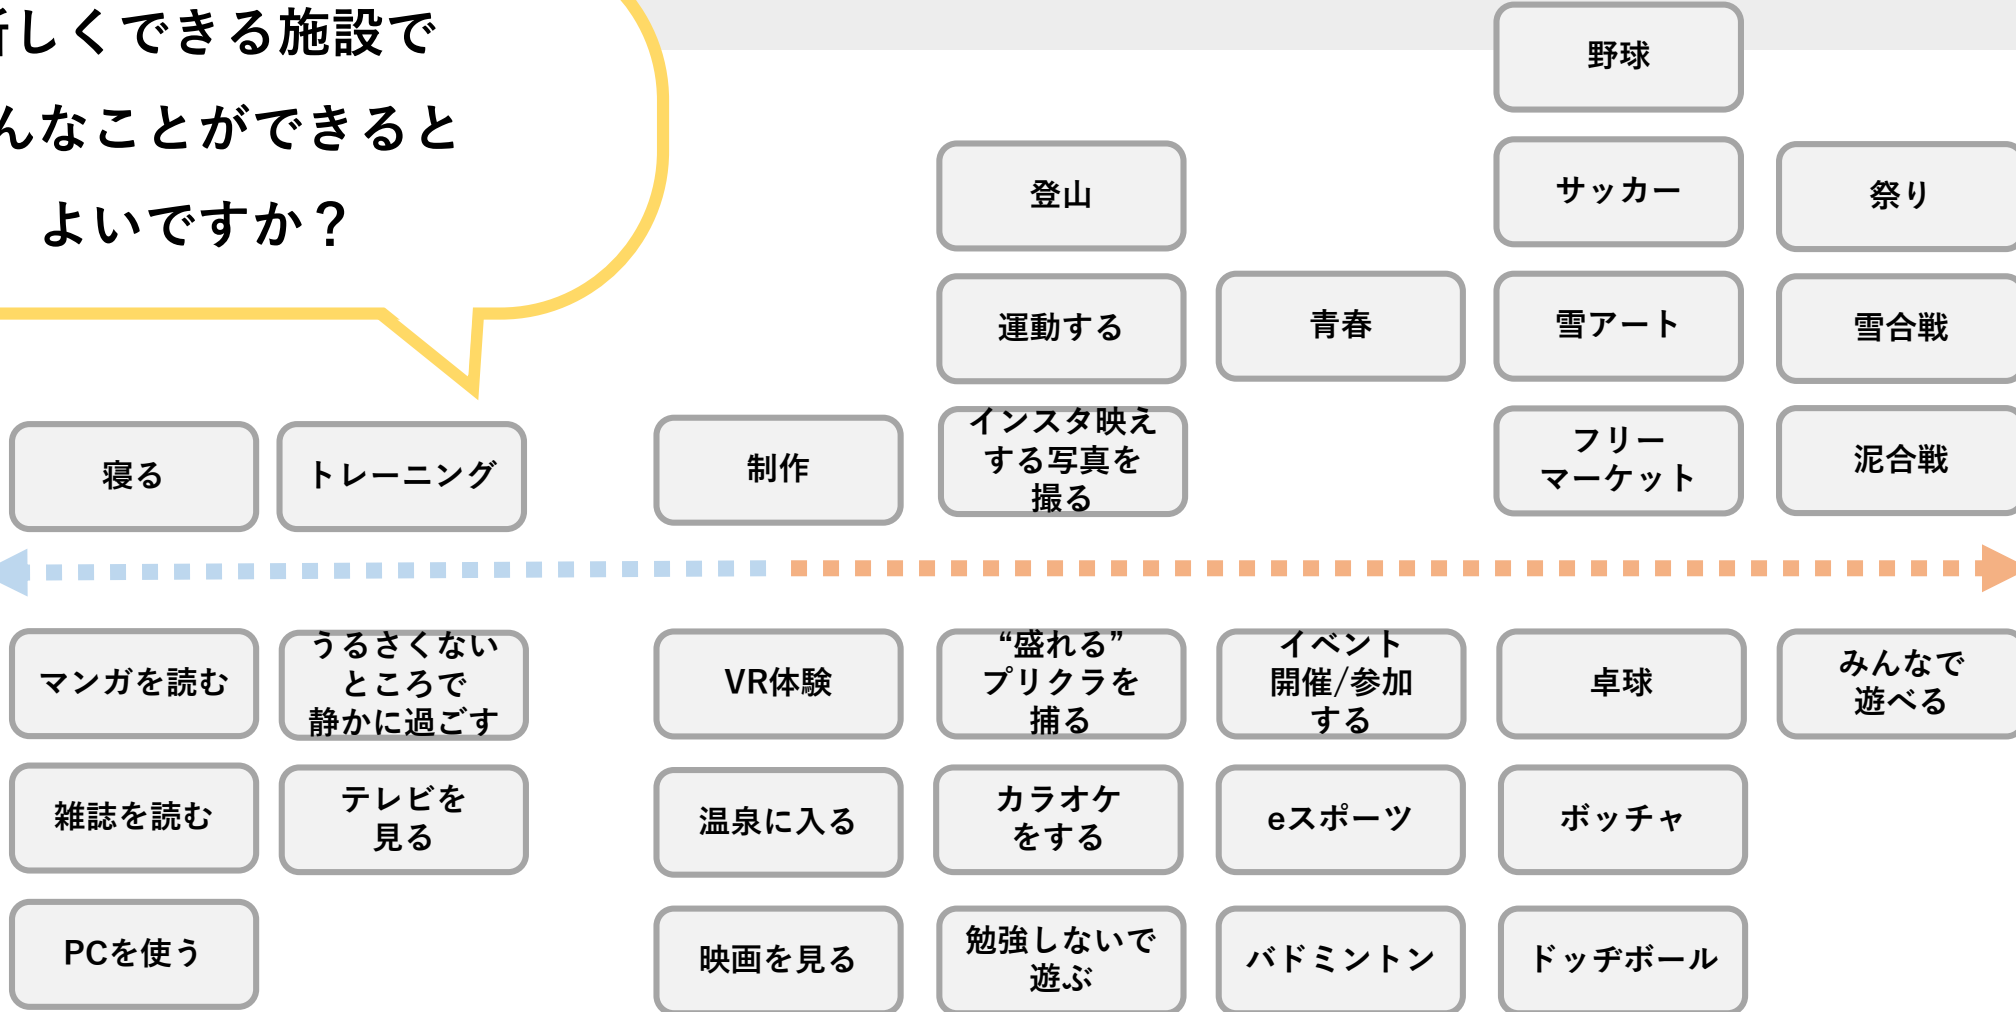 新しくできる施設で
んなことができると
よいですか？
野球
登山
サッカー
祭り
運動する
青春
雪アート
雪合戦
寝る
トレーニング
制作
インスタ映え
する写真を
撮る
フリー
マーケット
泥合戦
マンガを読む
うるさくない
ところで
静かに過ごす
VR体験
“盛れる”
プリクラを
捕る
イベント
開催/参加
する
卓球
みんなで
遊べる
雑誌を読む
テレビを
見る
温泉に入る
カラオケ
をする
eスポーツ
ボッチャ
PCを使う
映画を見る
勉強しないで
遊ぶ
バドミントン
ドッヂボール